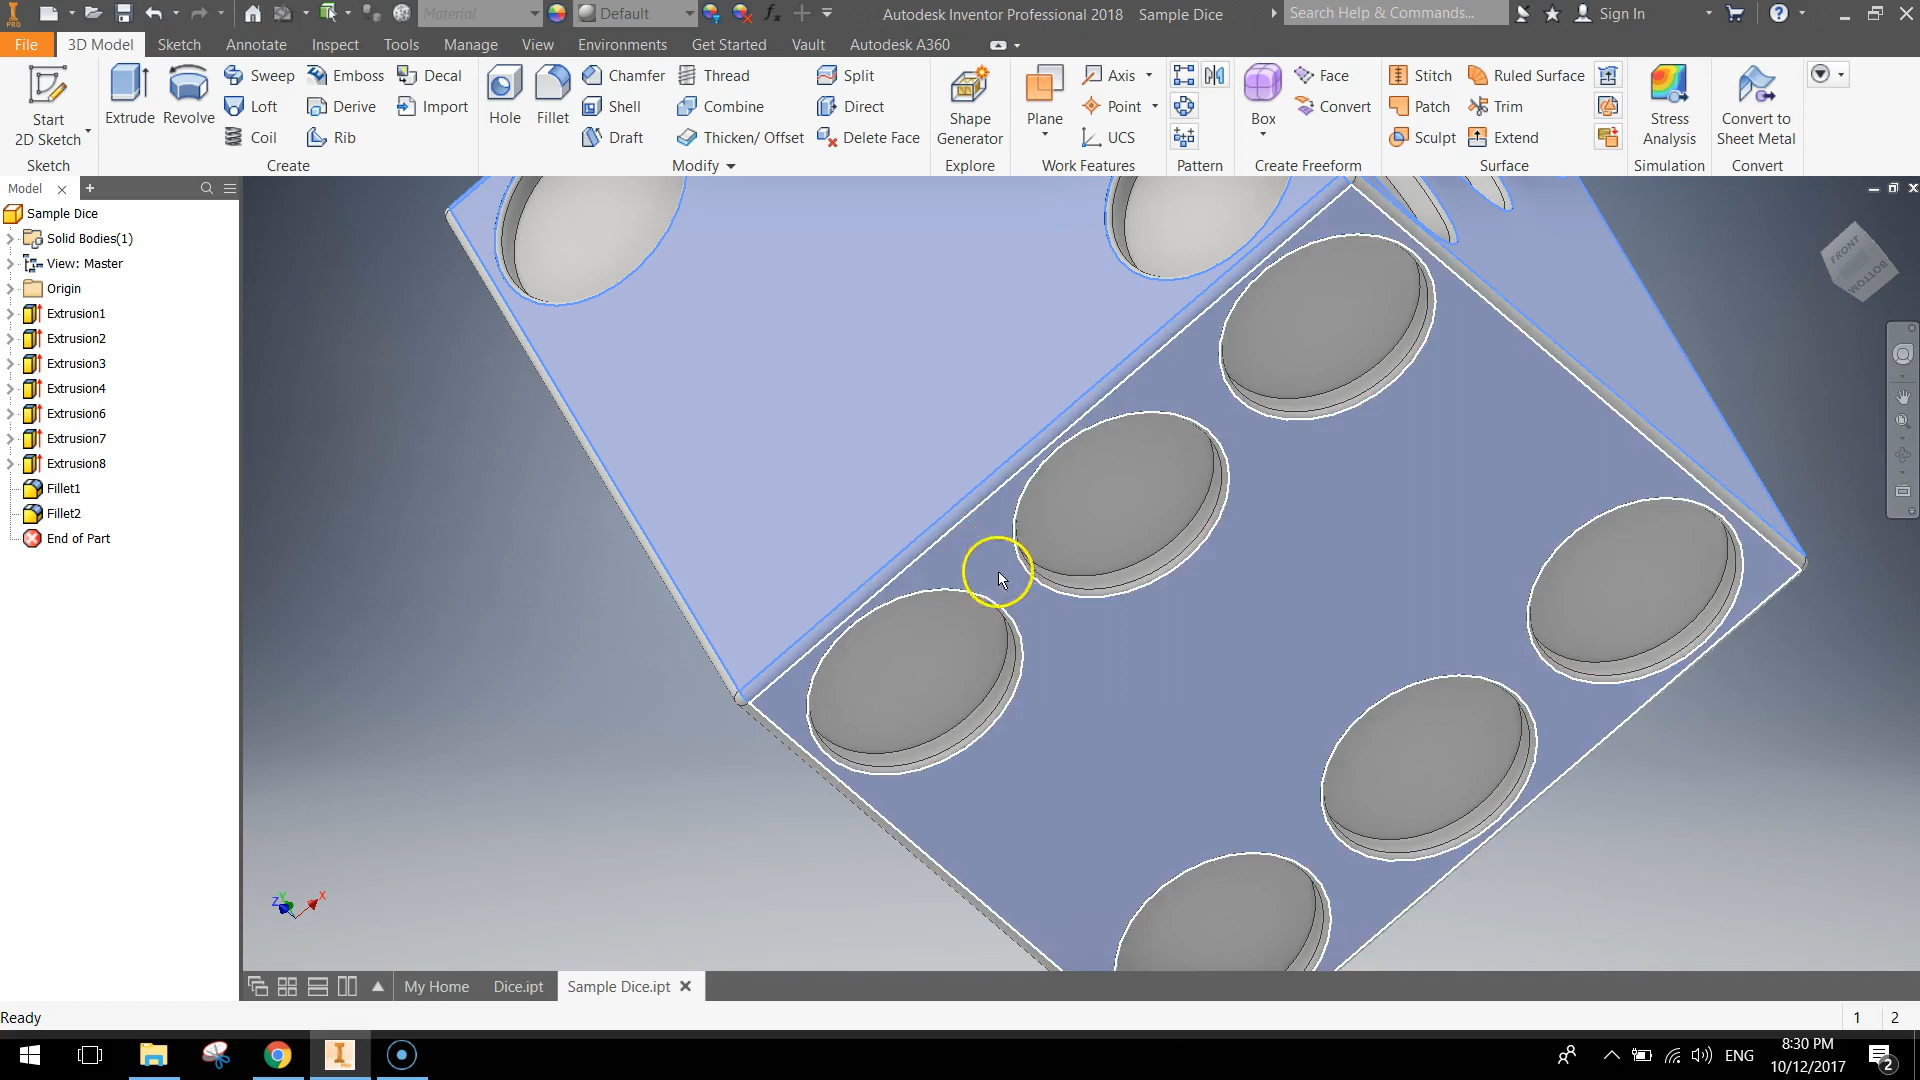 PRO
Material
Default
Autodesk Inventor Professional 2018 Sample Dice
Search Help & Commands...
Sign In
File 3D Model Sketch Annotate Inspect Tools Manage View Environments Get Started Vault Autodesk A360
Start
2D Sketch
Sketch
Extrude
Revolve
Sweep
Loft
Coil
Emboss
Derive
Rib
Decal
Import
Create
Hole
Fillet
Chamfer
Shell
Draft
Thread
Combine
Thicken/ Offset
Split
Direct
Delete Face
Modify
Shape
Generator
Explore
Plane
Axis
Point
UCS
Work Features
Pattern
Box
Face
Convert
Create Freeform
Stitch
Patch
Sculpt
Ruled Surface
Trim
Extend
Surface
Stress
Analysis
Simulation
Convert to
Sheet Metal
Convert
Model
Sample Dice
Solid Bodies(1)
View: Master
Origin
Extrusion1
Extrusion2
Extrusion3
Extrusion4
Extrusion6
Extrusion7
Extrusion8
Fillet1
Fillet2
End of Part
FRONT
BOTTOM
Z Y X
My Home Dice.ipt Sample Dice.ipt
Ready
1 2
ENG
8:30 PM
10/12/2017
2